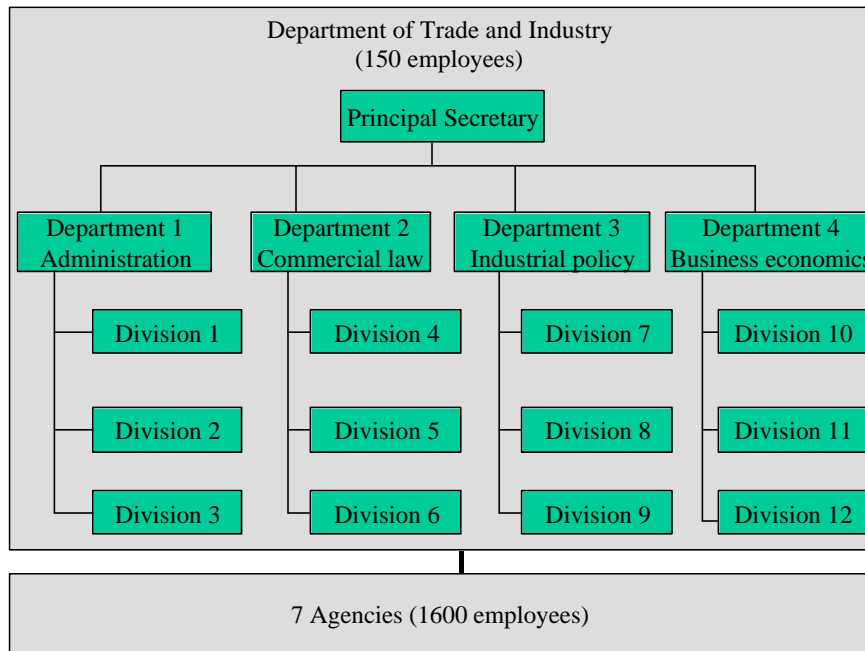 Department of Trade and Industry
(150 employees)
Principal Secretary
Department 1
Administration
Department 2
Commercial law
Department 3
Industrial policy
Department 4
Business economics
Division 1
Division 4
Division 7
Division 10
Division 2
Division 5
Division 8
Division 11
Division 3
Division 6
Division 9
Division 12
7 Agencies (1600 employees)